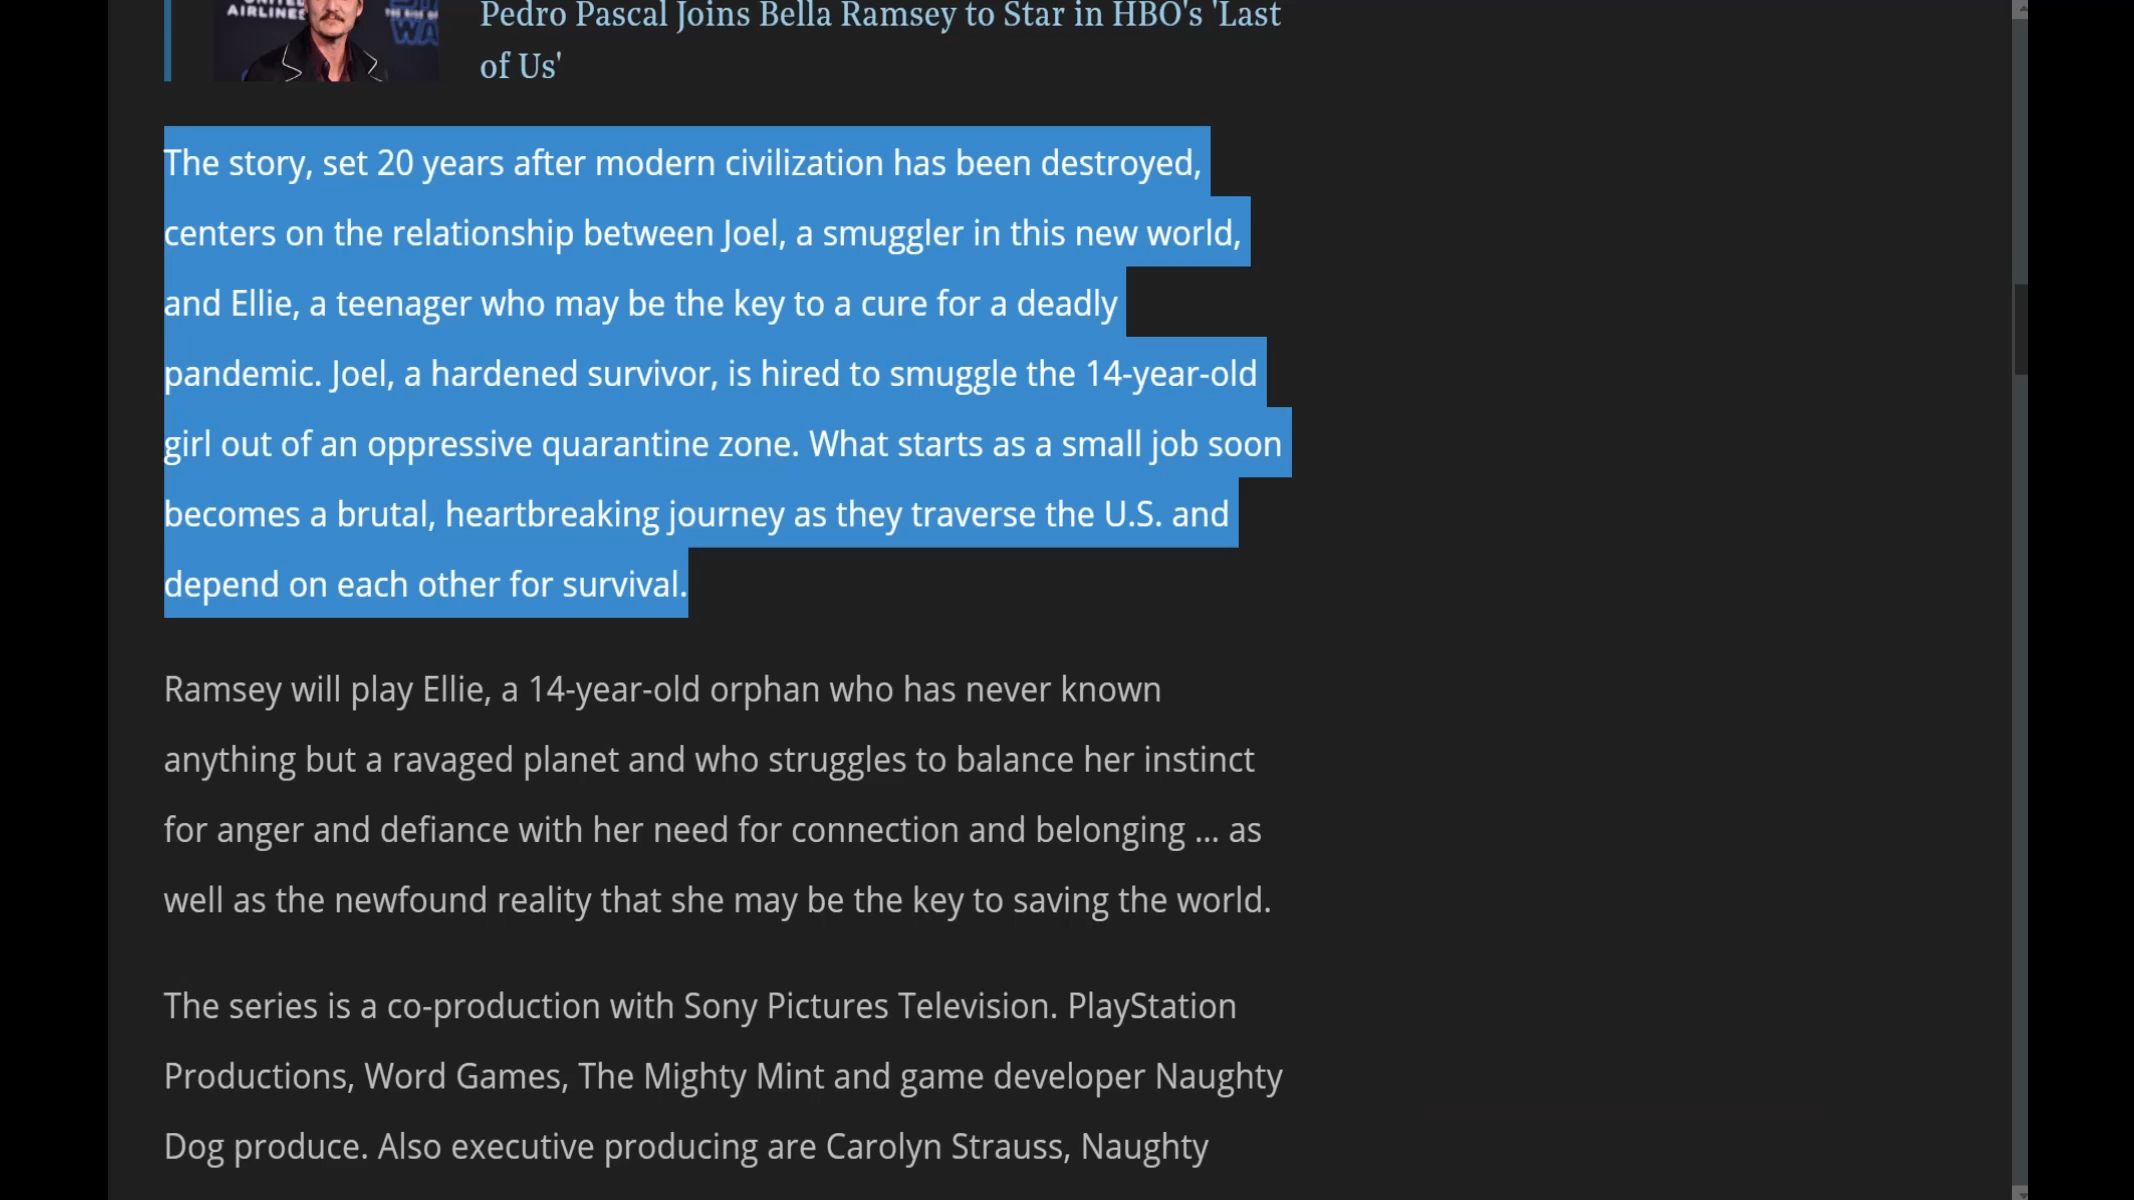 AIRLINES
WA
Pedro Pascal Joins Bella Ramsey to Star in HBO's 'Last
of Us'
The story, set 20 years after modern civilization has been destroyed,
centers on the relationship between Joel, a smuggler in this new world,
and Ellie, a teenager who may be the key to a cure for a deadly
pandemic. Joel, a hardened survivor, is hired to smuggle the 14-year-old
girl out of an oppressive quarantine zone. What starts as a small job soon
becomes a brutal, heartbreaking journey as they traverse the U.S. and
depend on each other for survival.
Ramsey will play Ellie, a 14-year-old orphan who has never known
anything but a ravaged planet and who struggles to balance her instinct
for anger and defiance with her need for connection and belonging ... as
well as the newfound reality that she may be the key to saving the world.
The series is a co-production with Sony Pictures Television. PlayStation
Productions, Word Games, The Mighty Mint and game developer Naughty
Dog produce. Also executive producing are Carolyn Strauss, Naughty